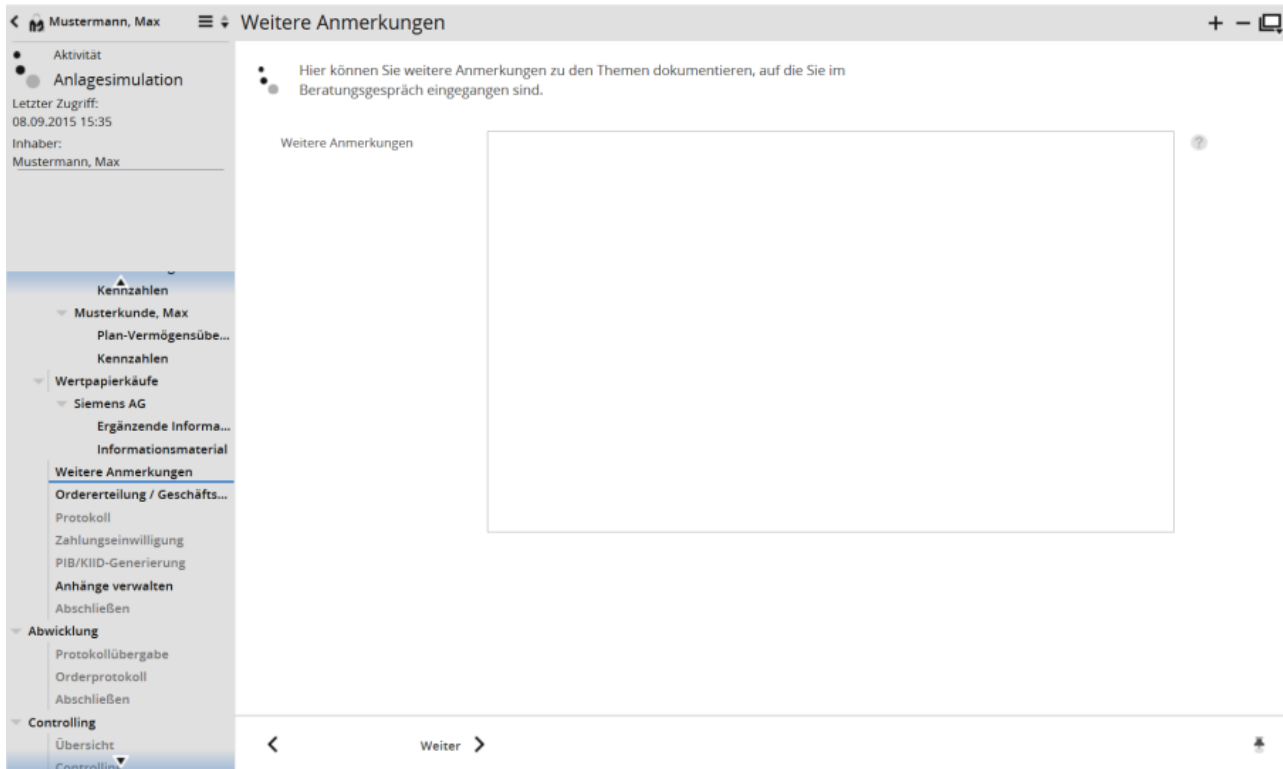 Mustermann, Max
Weitere Anmerkungen
Aktivität
Anlagesimulation
Letzter Zugriff:
08.09.2015 15:35
Inhaber:
Mustermann, Max
Kennzahlen
Musterkunde, Max
Plan-Vermögensübe...
Kennzahlen
Wertpapierkäufe
Siemens AG
Ergänzende Informa...
Informationsmaterial
Weitere Anmerkungen
Ordererteilung / Geschäfts...
Protokoll
Zahlungseinwilligung
PIB/KIID-Generierung
Anhänge verwalten
Abschließen
Abwicklung
Protokollübergabe
Orderprotokoll
Abschließen
Controlling
Übersicht
Hier können Sie weitere Anmerkungen zu den Themen dokumentieren, auf die Sie im
Beratungsgespräch eingegangen sind.
Weitere Anmerkungen
?
Weiter